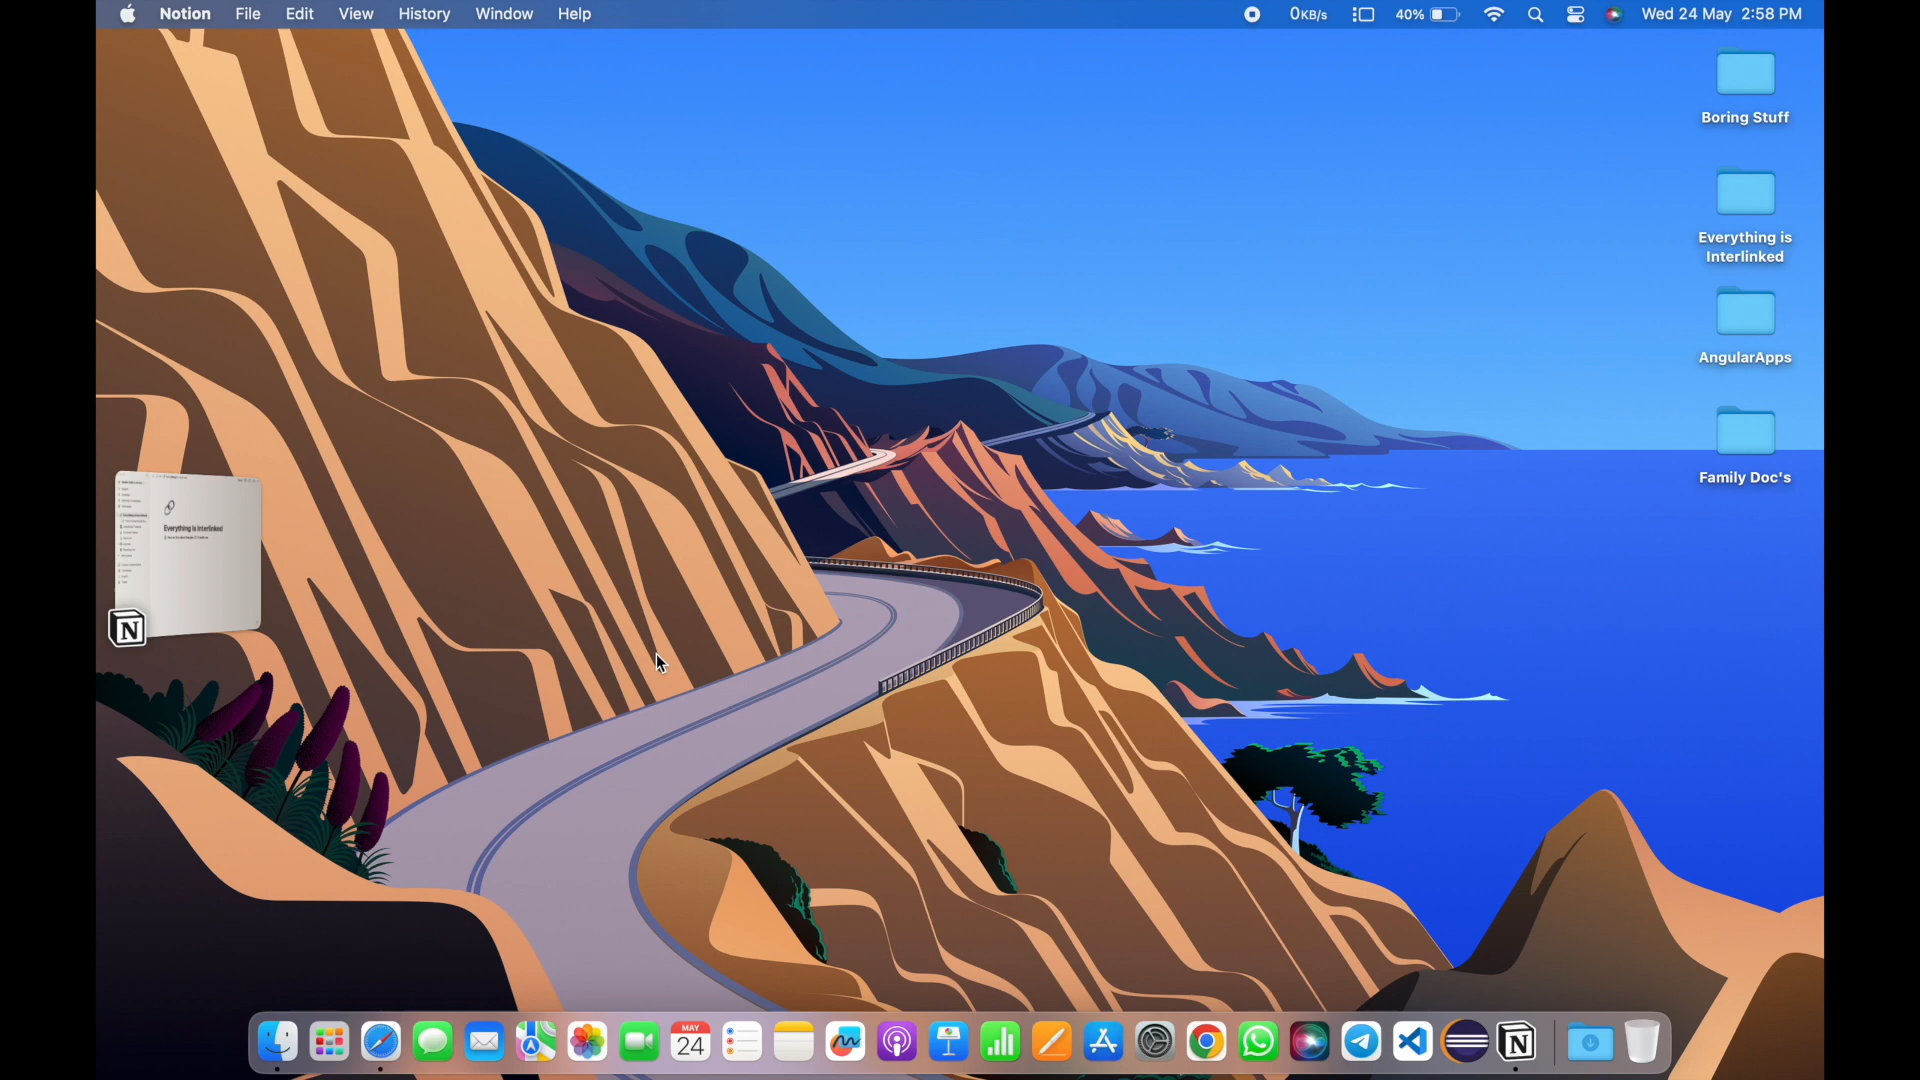 Notion File Edit View History Window Help 0KB/s 40% Wed 24 May 2:58 PM
Boring Stuff
Everything is
Interlinked
AngularApps
Family Doc's
Everything is Interlinked
N
MAY
24
N